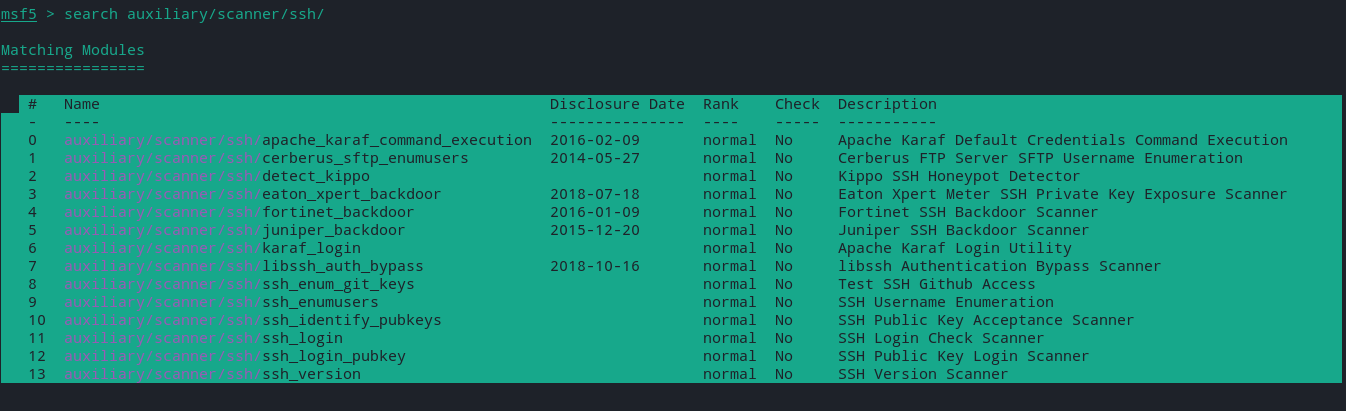 msf5 > search auxiliary/scanner/ssh/
Matching Modules
================
#   Name                                                  Disclosure Date  Rank    Check  Description
-   ----                                                  ---------------  ----    -----  -----------
0   auxiliary/scanner/ssh/apache_karaf_command_execution  2016-02-09       normal  No     Apache Karaf Default Credentials Command Execution
1   auxiliary/scanner/ssh/cerberus_sftp_enumusers         2014-05-27       normal  No     Cerberus FTP Server SFTP Username Enumeration
2   auxiliary/scanner/ssh/detect_kippo                                     normal  No     Kippo SSH Honeypot Detector
3   auxiliary/scanner/ssh/eaton_xpert_backdoor            2018-07-18       normal  No     Eaton Xpert Meter SSH Private Key Exposure Scanner
4   auxiliary/scanner/ssh/fortinet_backdoor               2016-01-09       normal  No     Fortinet SSH Backdoor Scanner
5   auxiliary/scanner/ssh/juniper_backdoor                2015-12-20       normal  No     Juniper SSH Backdoor Scanner
6   auxiliary/scanner/ssh/karaf_login                                      normal  No     Apache Karaf Login Utility
7   auxiliary/scanner/ssh/libssh_auth_bypass              2018-10-16       normal  No     libssh Authentication Bypass Scanner
8   auxiliary/scanner/ssh/ssh_enum_git_keys                                normal  No     Test SSH Github Access
9   auxiliary/scanner/ssh/ssh_enumusers                                    normal  No     SSH Username Enumeration
10  auxiliary/scanner/ssh/ssh_identify_pubkeys                             normal  No     SSH Public Key Acceptance Scanner
11  auxiliary/scanner/ssh/ssh_login                                        normal  No     SSH Login Check Scanner
12  auxiliary/scanner/ssh/ssh_login_pubkey                                 normal  No     SSH Public Key Login Scanner
13  auxiliary/scanner/ssh/ssh_version                                      normal  No     SSH Version Scanner